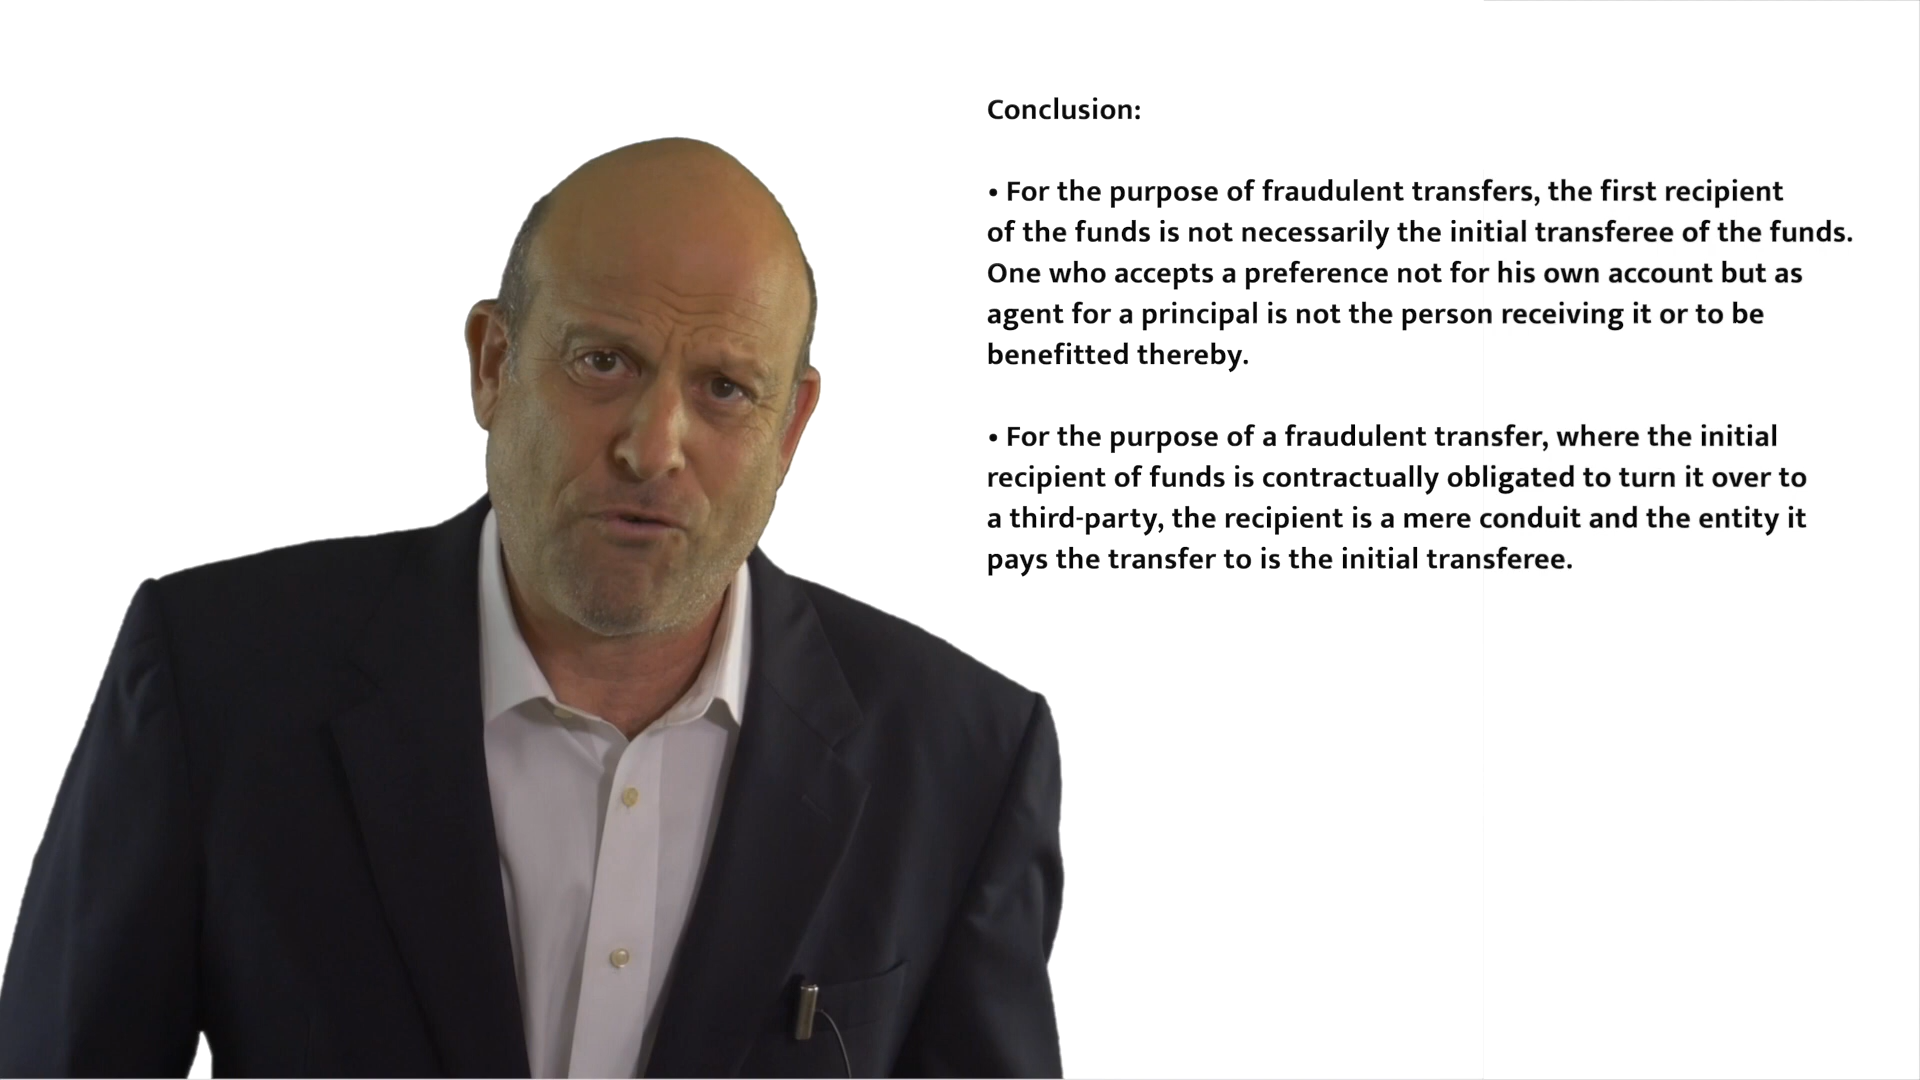 Conclusion:
• For the purpose of fraudulent transfers, the first recipient
of the funds is not necessarily the initial transferee of the funds.
One who accepts a preference not for his own account but as
agent for a principal is not the person receiving it or to be
benefitted thereby.
• For the purpose of a fraudulent transfer, where the initial
recipient of funds is contractually obligated to turn it over to
a third-party, the recipient is a mere conduit and the entity it
pays the transfer to is the initial transferee.